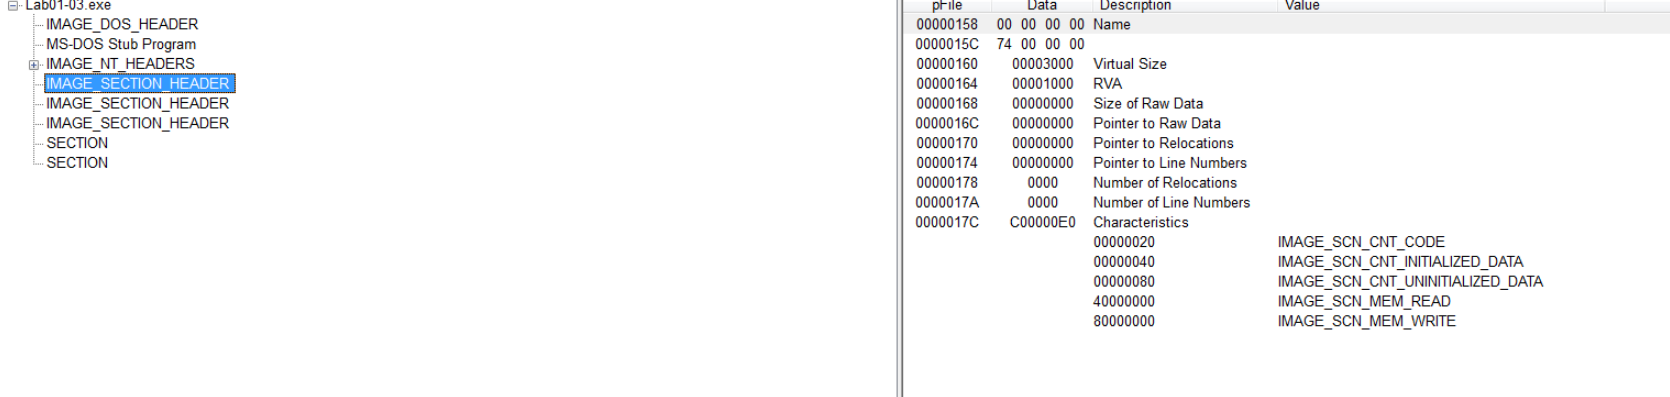 Lab01-03.exe
IMAGE_DOS_HEADER
MS-DOS Stub Program
IMAGE_NT_HEADERS
IMAGE_SECTION_HEADER
IMAGE_SECTION_HEADER
IMAGE_SECTION_HEADER
SECTION
SECTION
pFile Data Description Value
00000158 00 00 00 00 Name
0000015C 74 00 00 00
00000160 00003000 Virtual Size
00000164 00001000 RVA
00000168 00000000 Size of Raw Data
0000016C 00000000 Pointer to Raw Data
00000170 00000000 Pointer to Relocations
00000174 00000000 Pointer to Line Numbers
00000178 0000 Number of Relocations
0000017A 0000 Number of Line Numbers
0000017C C00000E0 Characteristics
00000020 IMAGE_SCN_CNT_CODE
00000040 IMAGE_SCN_CNT_INITIALIZED_DATA
00000080 IMAGE_SCN_CNT_UNINITIALIZED_DATA
40000000 IMAGE_SCN_MEM_READ
80000000 IMAGE_SCN_MEM_WRITE